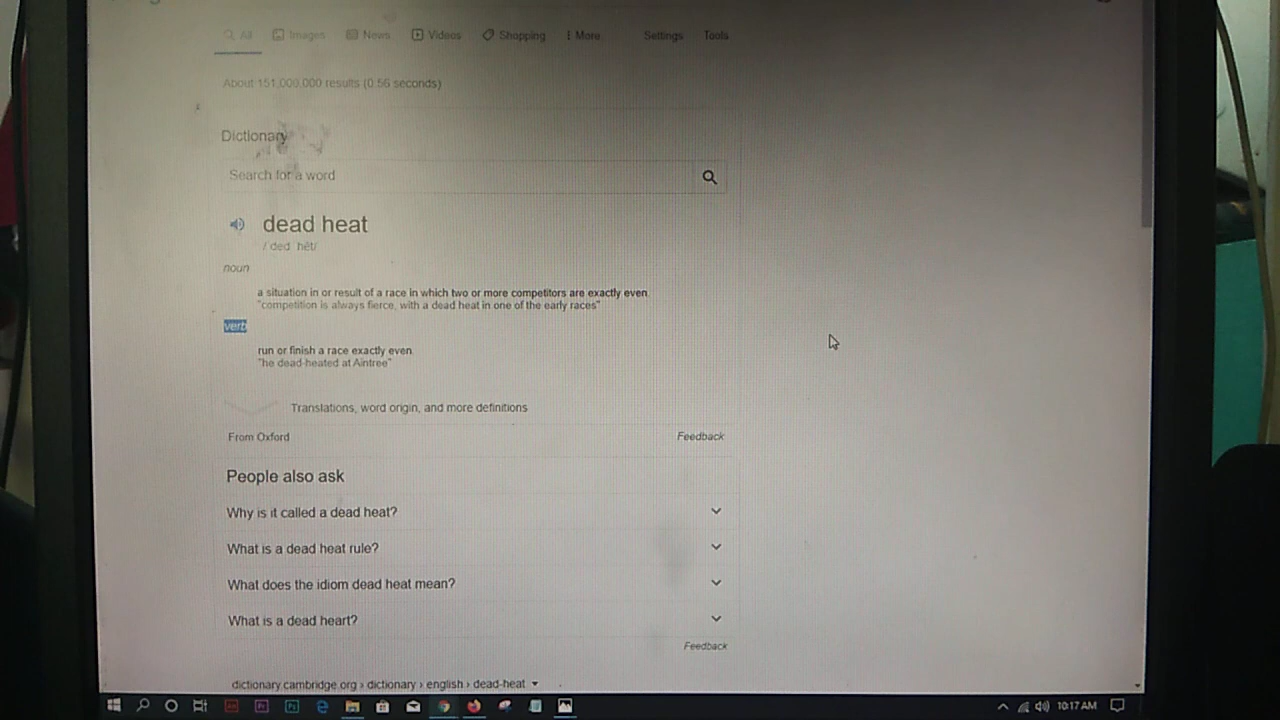 All Images News Videos Shopping More Settings Tools
About 151,000,000 results (0.56 seconds)
Dictionary
Search for a word
dead heat
/ˈded ˈhēt/
noun
a situation in or result of a race in which two or more competitors are exactly even.
"competition is always fierce, with a dead heat in one of the early races"
verb
run or finish a race exactly even.
"he dead-heated at Aintree"
Translations, word origin, and more definitions
From Oxford Feedback
People also ask
Why is it called a dead heat?
What is a dead heat rule?
What does the idiom dead heat mean?
What is a dead heart?
Feedback
dictionary.cambridge.org › dictionary › english › dead-heat
10:17 AM